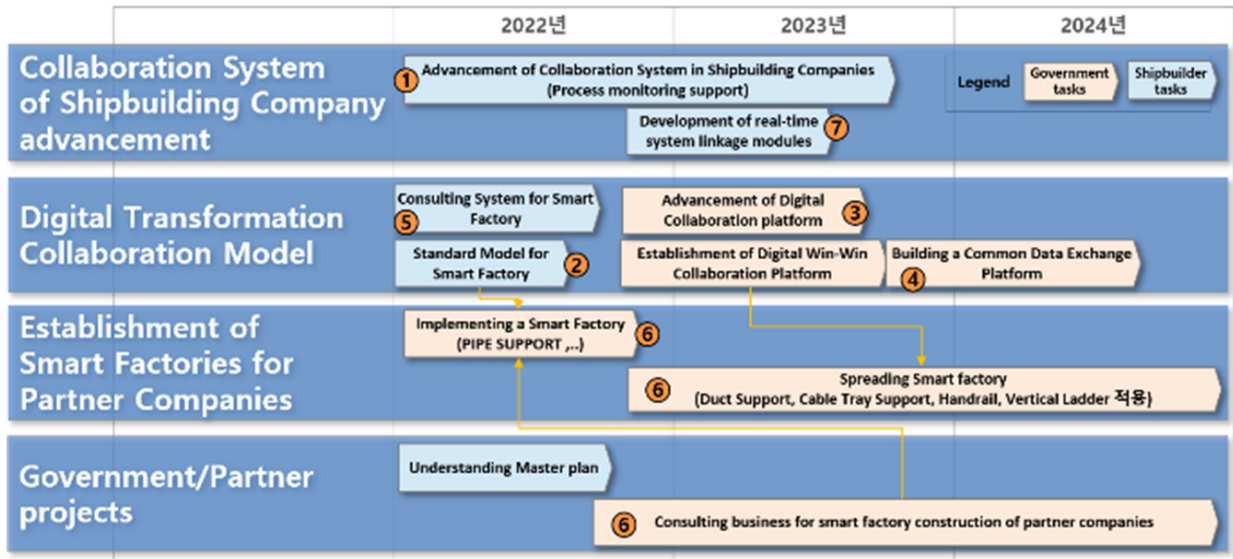 2022년
2023년
2024년
Collaboration System
of Shipbuilding Company
advancement
1
Advancement of Collaboration System in Shipbuilding Companies
(Process monitoring support)
Development of real-time
system linkage modules
7
Legend
Government
tasks
Shipbuilder
tasks
Digital Transformation
Collaboration Model
Consulting System for Smart
Factory
5
Standard Model for
Smart Factory
2
Advancement of Digital
Collaboration platform
3
Establishment of Digital Win-Win
Collaboration Platform
Building a Common Data Exchange
Platform
4
Establishment of
Smart Factories for
Partner Companies
Implementing a Smart Factory
(PIPE SUPPORT ,..)
6
6
Spreading Smart factory
(Duct Support, Cable Tray Support, Handrail, Vertical Ladder 적용)
Government/Partner
projects
Understanding Master plan
6
Consulting business for smart factory construction of partner companies